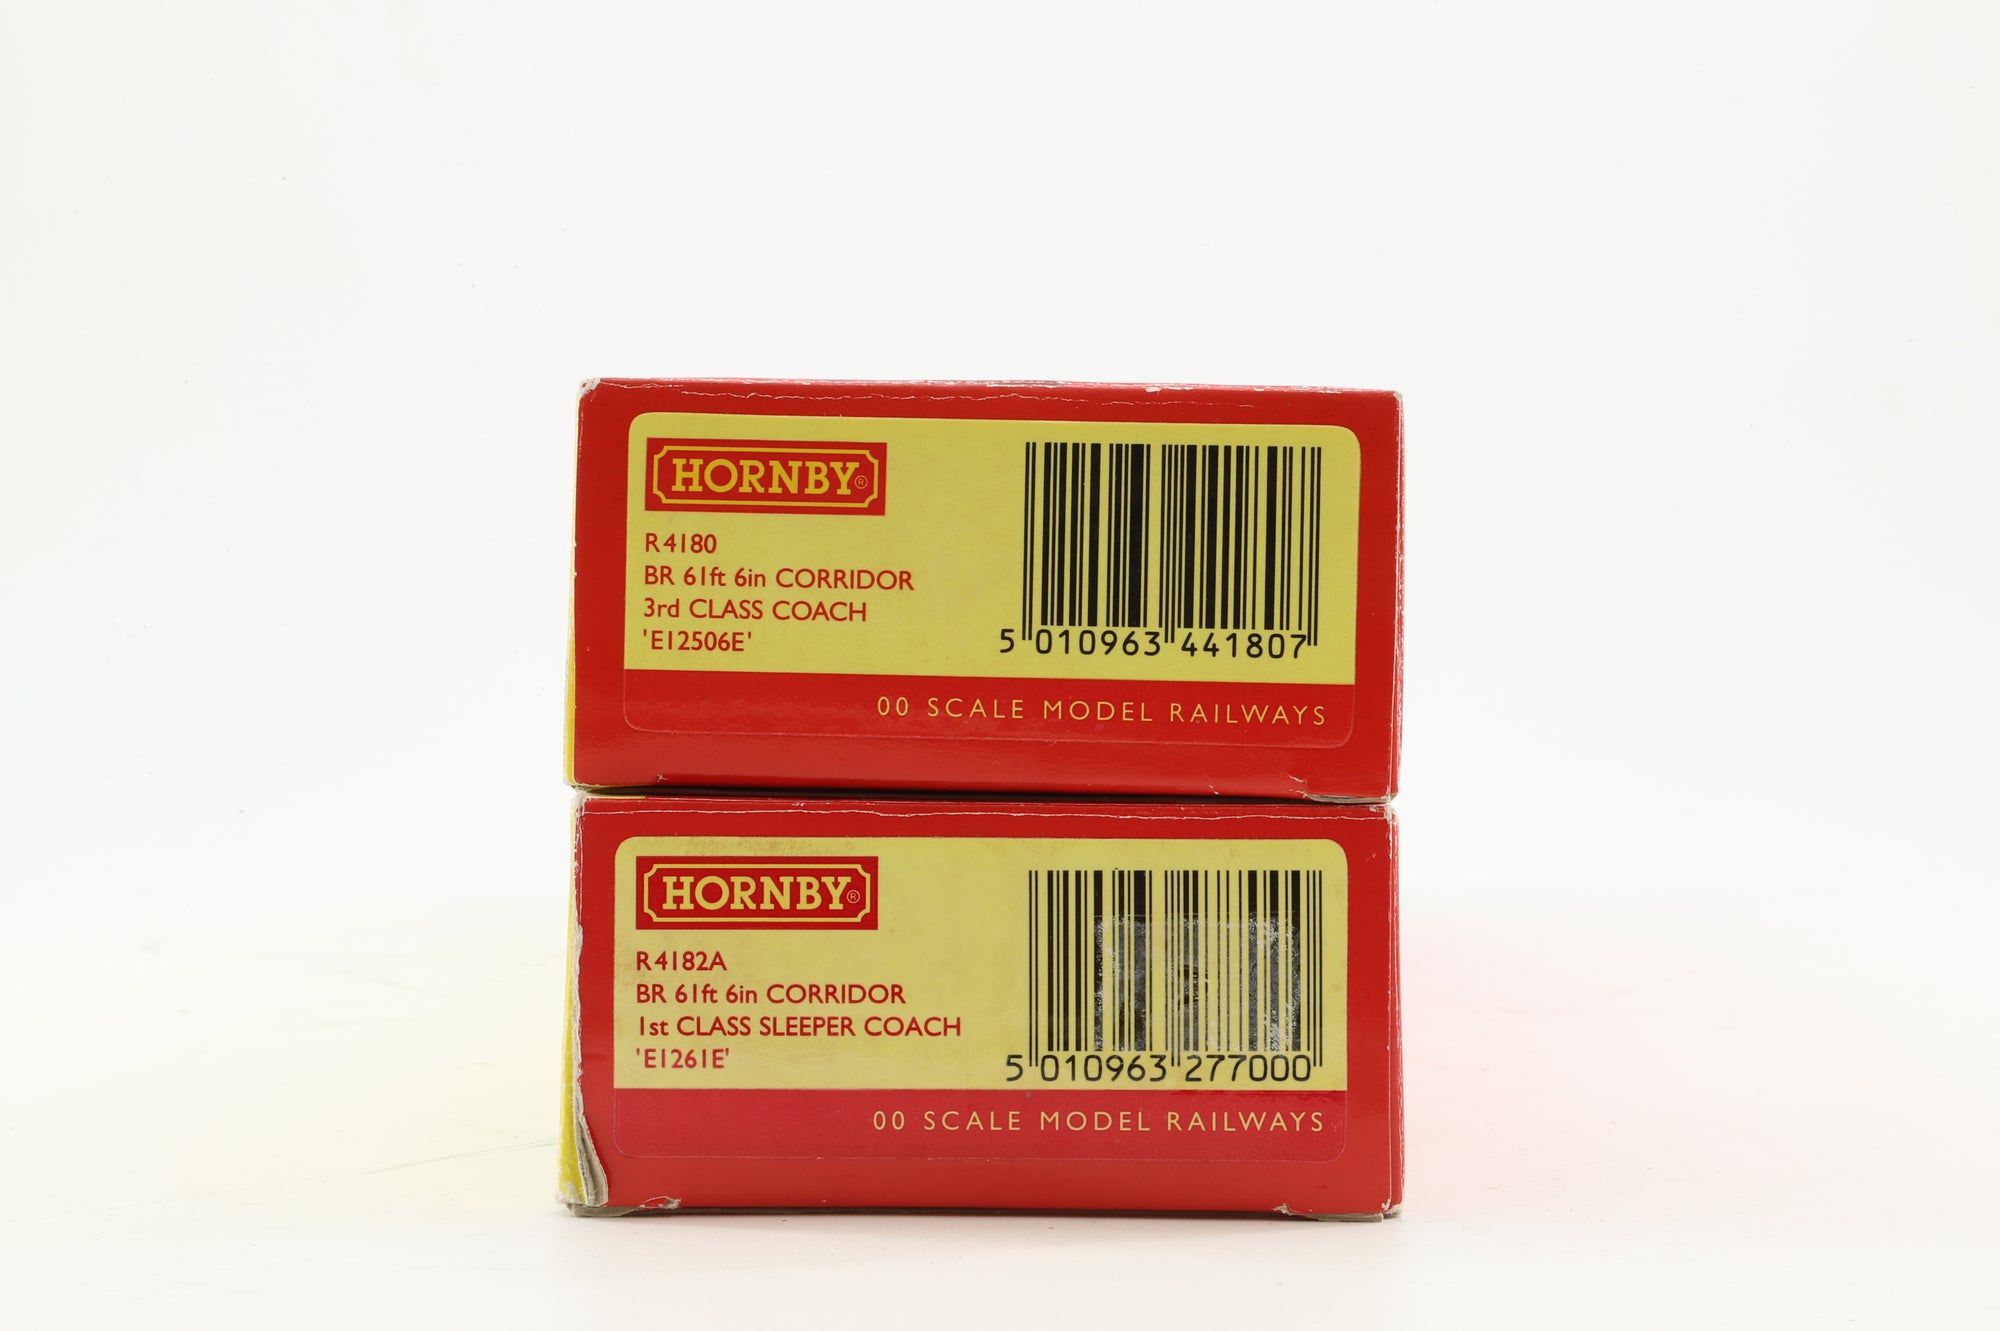 HORNBY®
R4180
BR 61ft 6in CORRIDOR
3rd CLASS COACH
'E12506E'
5 010963 441807
00 SCALE MODEL RAILWAYS
HORNBY®
R4182A
BR 61ft 6in CORRIDOR
1st CLASS SLEEPER COACH
'E1261E'
5 010963 277000
00 SCALE MODEL RAILWAYS